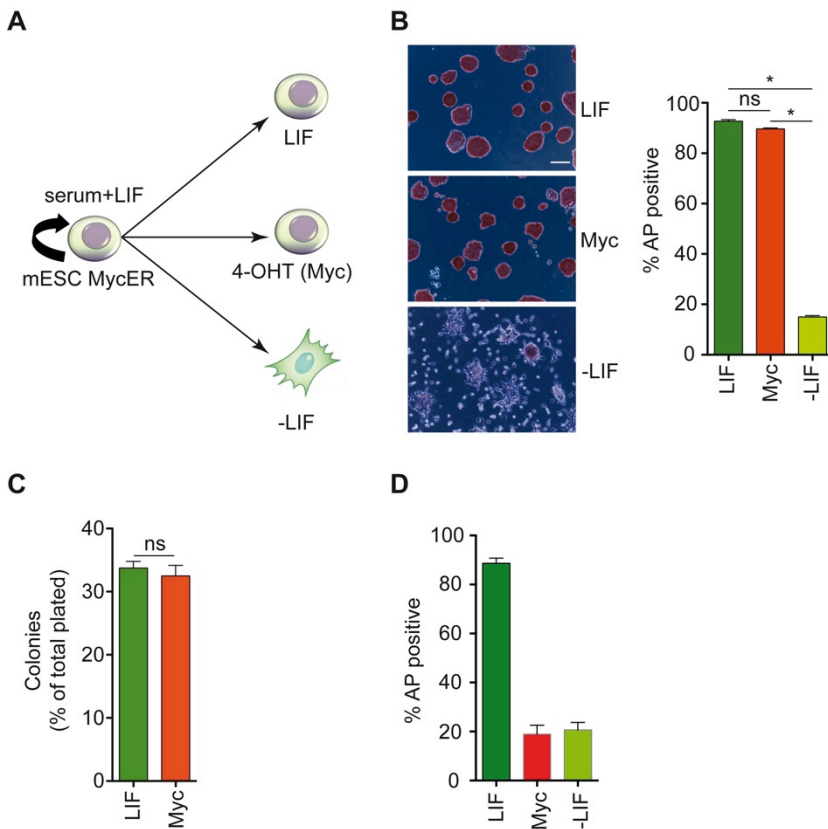 A
LIF
serum+LIF
mESC MycER
4-OHT (Myc)
-LIF
B
LIF
Myc
-LIF
% AP positive
100
80
60
40
20
0
*
ns
*
LIF
Myc
-LIF
C
Colonies
(% of total plated)
40
30
20
10
0
ns
LIF
Myc
D
% AP positive
100
80
60
80
40
20
0
LIF
Myc
-LIF